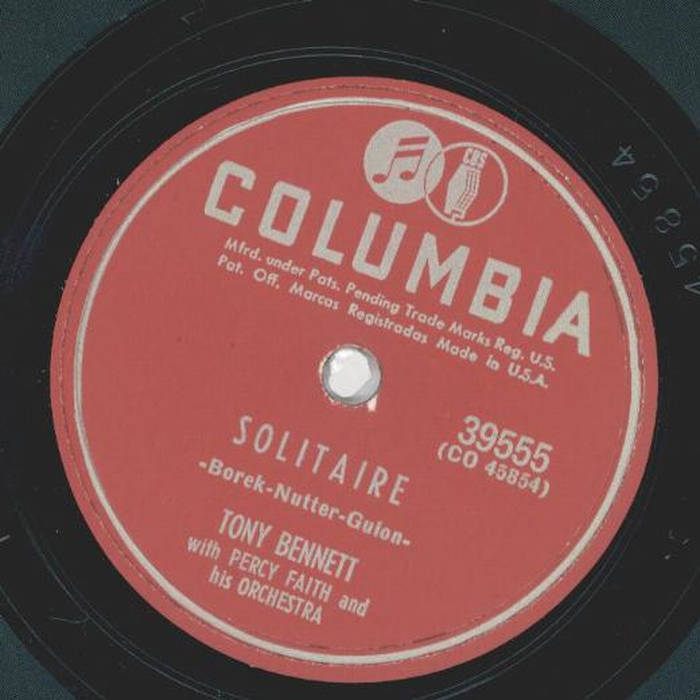 CBS
COLUMBIA
Mfrd. under Pats. Pending Trade Marks Reg. U.S.
Pat. Off. Marcas Registradas Made in U.S.A.
39555
(CO 45854)
SOLITAIRE
-Borek-Nutter-Guion-
TONY BENNETT
with PERCY FAITH and
his ORCHESTRA
45854